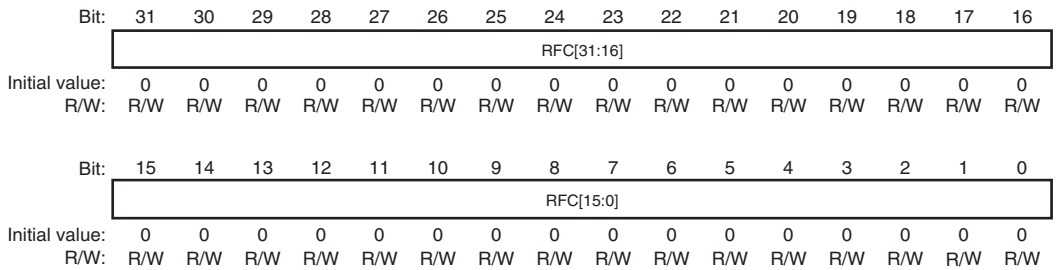 Bit: 31 30 29 28 27 26 25 24 23 22 21 20 19 18 17 16
RFC[31:16]
Initial value: 0 0 0 0 0 0 0 0 0 0 0 0 0 0 0 0
R/W: R/W R/W R/W R/W R/W R/W R/W R/W R/W R/W R/W R/W R/W R/W R/W R/W
Bit: 15 14 13 12 11 10 9 8 7 6 5 4 3 2 1 0
RFC[15:0]
Initial value: 0 0 0 0 0 0 0 0 0 0 0 0 0 0 0 0
R/W: R/W R/W R/W R/W R/W R/W R/W R/W R/W R/W R/W R/W R/W R/W R/W R/W